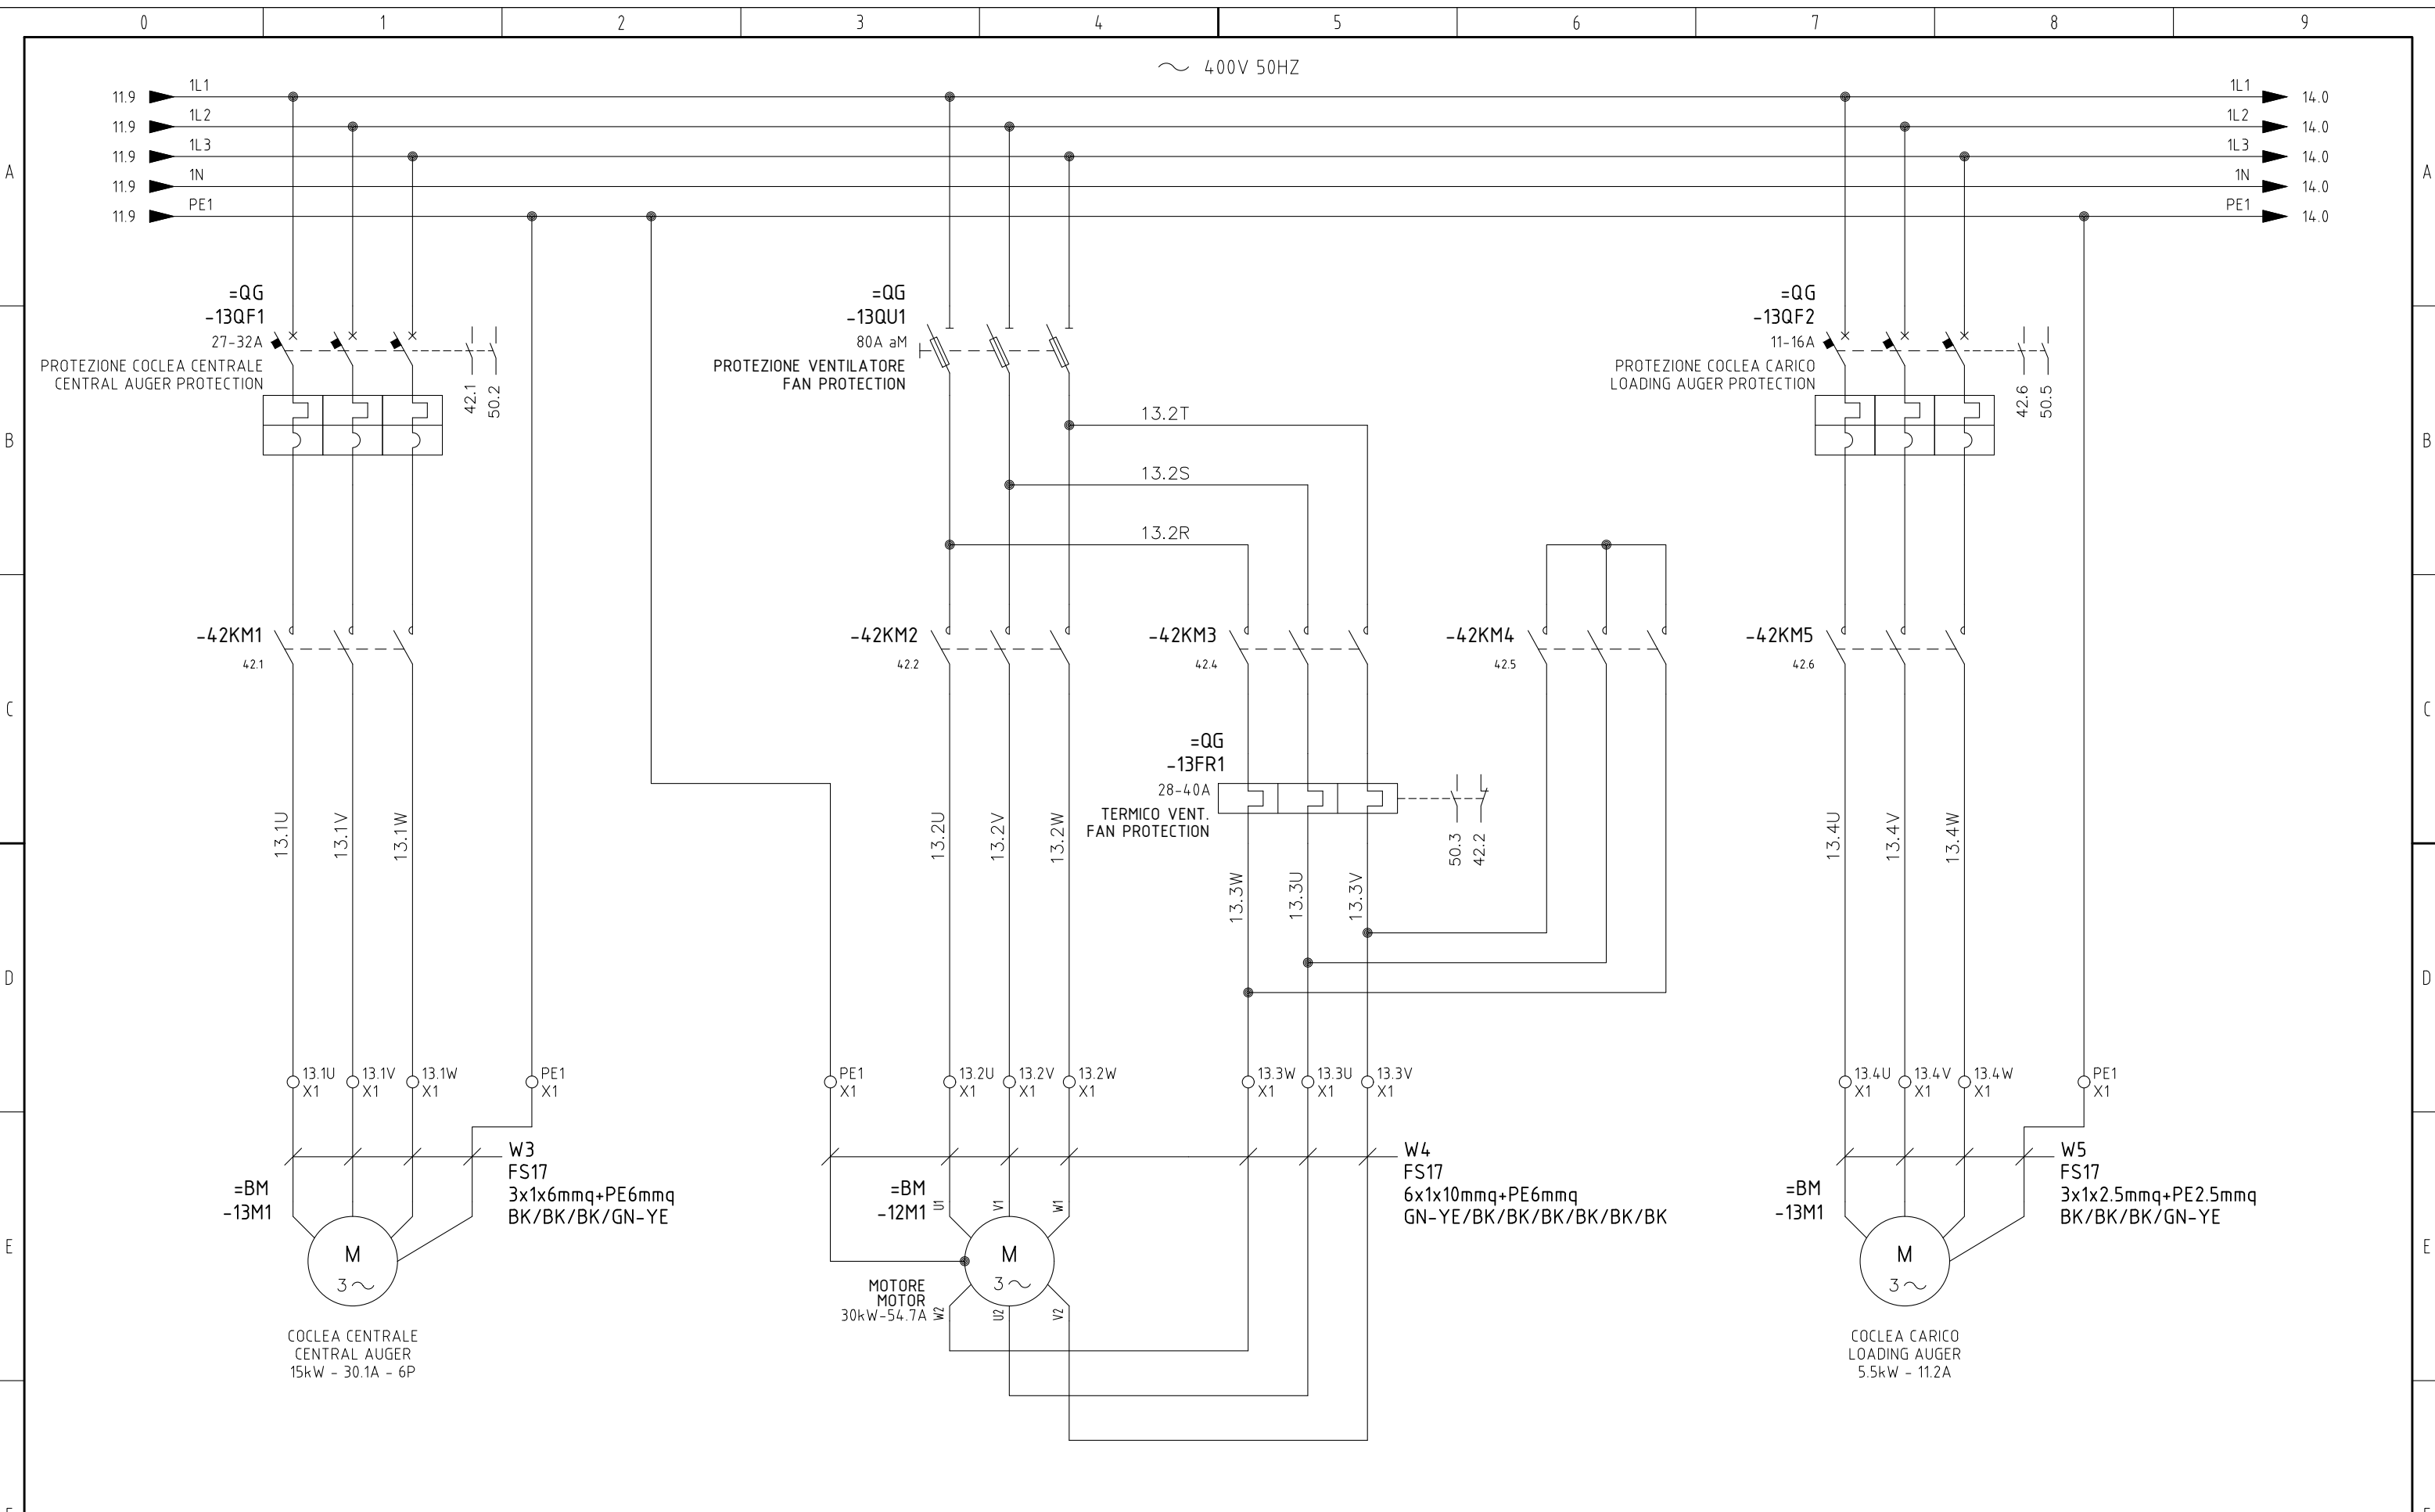 0 1 2 3 4 5 6 7 8 9
400V 50HZ
11.9 1L1 1L1 14.0
11.9 1L2 1L2 14.0
11.9 1L3 1L3 14.0
11.9 1N 1N 14.0
11.9 PE1 PE1 14.0
A A
=QG
-13QF1
27-32A
PROTEZIONE COCLEA CENTRALE
CENTRAL AUGER PROTECTION
42.1
50.2
=QG
-13QU1
80A aM
PROTEZIONE VENTILATORE
FAN PROTECTION
=QG
-13QF2
11-16A
PROTEZIONE COCLEA CARICO
LOADING AUGER PROTECTION
42.6
50.5
B B
13.2T
13.2S
13.2R
-42KM1
42.1
-42KM2
42.2
-42KM3
42.4
-42KM4
42.5
-42KM5
42.6
C C
=QG
-13FR1
28-40A
TERMICO VENT.
FAN PROTECTION
50.3
42.2
13.1U
13.1V
13.1W
13.2U
13.2V
13.2W
13.3W
13.3U
13.3V
13.4U
13.4V
13.4W
D D
13.1U
X1
13.1V
X1
13.1W
X1
PE1
X1
PE1
X1
13.2U
X1
13.2V
X1
13.2W
X1
13.3W
X1
13.3U
X1
13.3V
X1
13.4U
X1
13.4V
X1
13.4W
X1
PE1
X1
W3
FS17
3x1x6mmq+PE6mmq
BK/BK/BK/GN-YE
W4
FS17
6x1x10mmq+PE6mmq
GN-YE/BK/BK/BK/BK/BK/BK
W5
FS17
3x1x2.5mmq+PE2.5mmq
BK/BK/BK/GN-YE
E E
=BM
-13M1
M
3
COCLEA CENTRALE
CENTRAL AUGER
15kW - 30.1A - 6P
=BM
-12M1
U1
V1
W1
M
3
MOTORE
MOTOR
30kW-54.7A
W2
U2
V2
=BM
-13M1
M
3
COCLEA CARICO
LOADING AUGER
5.5kW - 11.2A